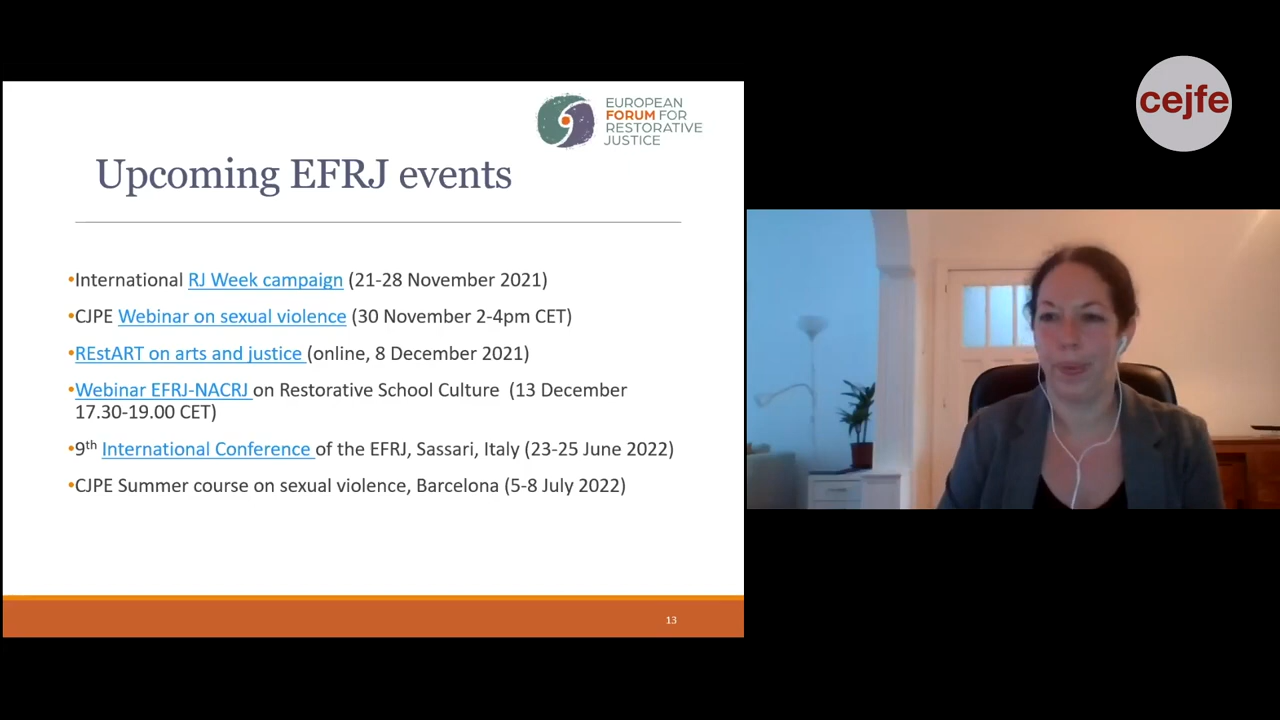 cejfe
EUROPEAN
FORUM FOR
RESTORATIVE
JUSTICE
Upcoming EFRJ events
•International RJ Week campaign (21-28 November 2021)
•CJPE Webinar on sexual violence (30 November 2-4pm CET)
•REstART on arts and justice (online, 8 December 2021)
•Webinar EFRJ-NACRJ on Restorative School Culture (13 December
17.30-19.00 CET)
•9th International Conference of the EFRJ, Sassari, Italy (23-25 June 2022)
•CJPE Summer course on sexual violence, Barcelona (5-8 July 2022)
13